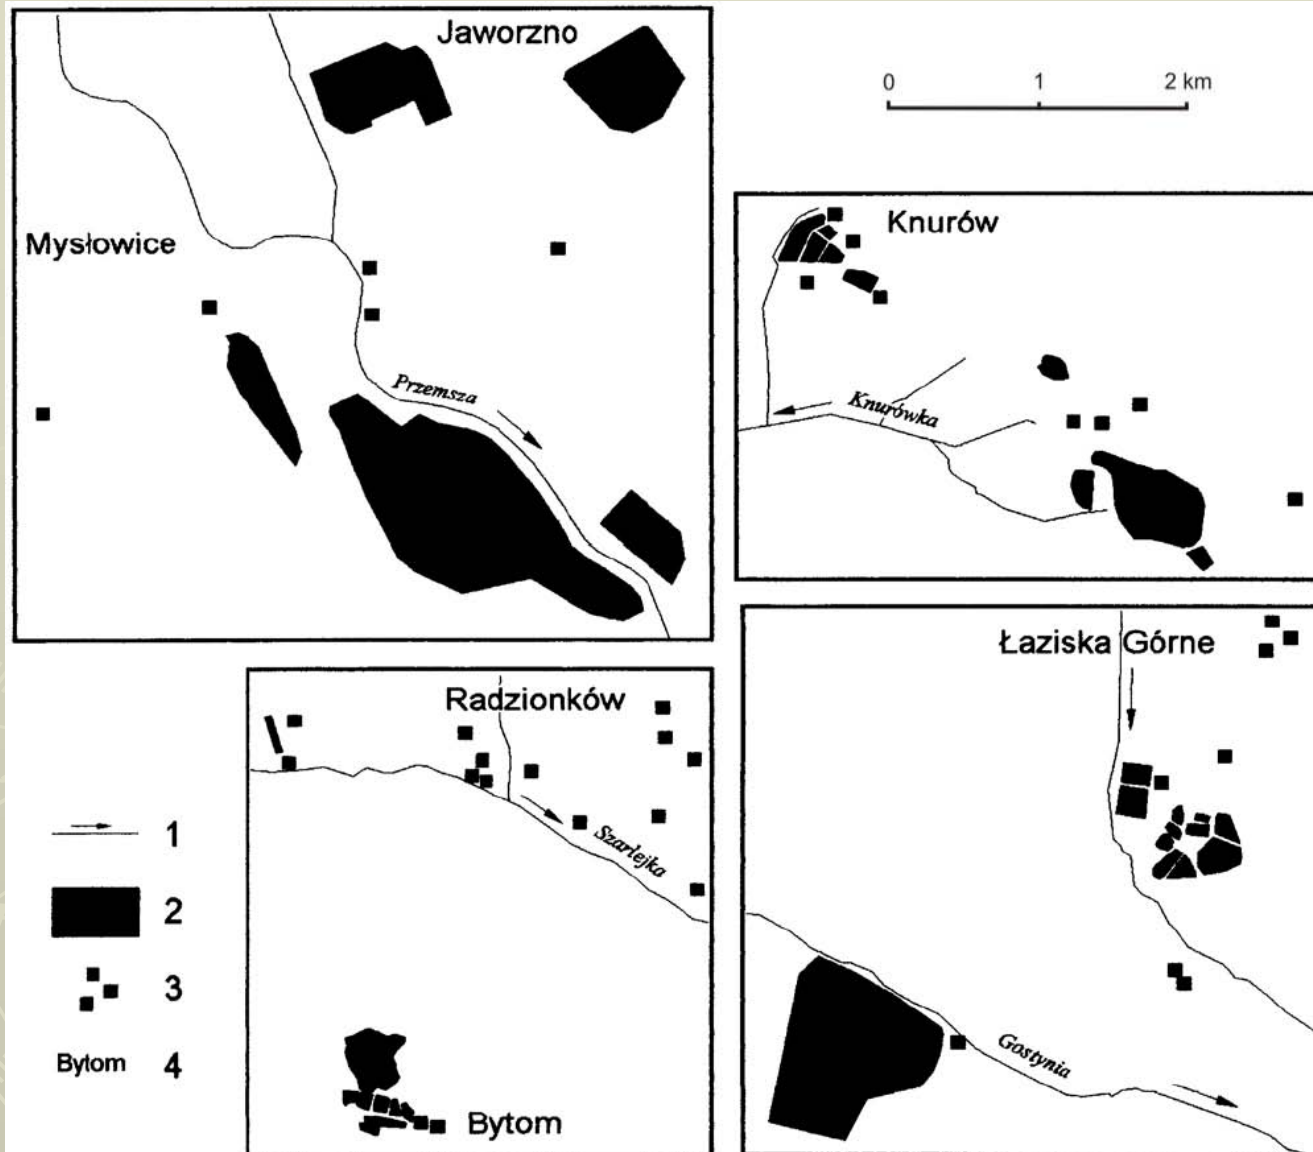 Jaworzno
0 1 2 km
Mysłowice
Przemsza
Knurów
Knurówka
Radzionków
Szarlejka
Bytom
Łaziska Górne
Gostynia
1
2
3
Bytom 4